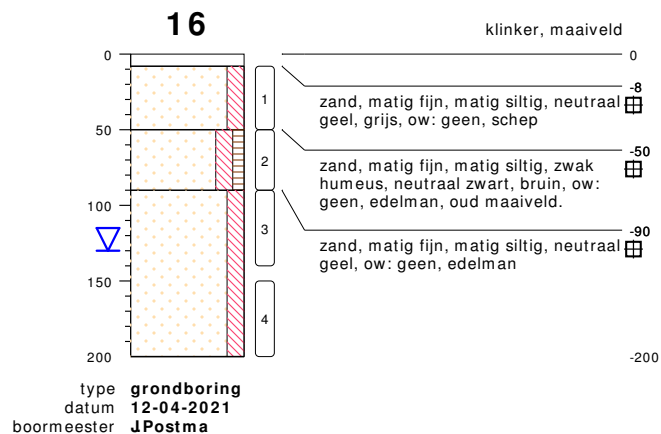 16
klinker, maaiveld
0
0
-8
zand, matig fijn, matig siltig, neutraal
geel, grijs, ow: geen, schep
1
50
-50
zand, matig fijn, matig siltig, zwak
humeus, neutraal zwart, bruin, ow:
geen, edelman, oud maaiveld.
2
100
-90
zand, matig fijn, matig siltig, neutraal
geel, ow: geen, edelman
3
150
4
200
-200
type grondboring
datum 12-04-2021
boormeester J.Postma